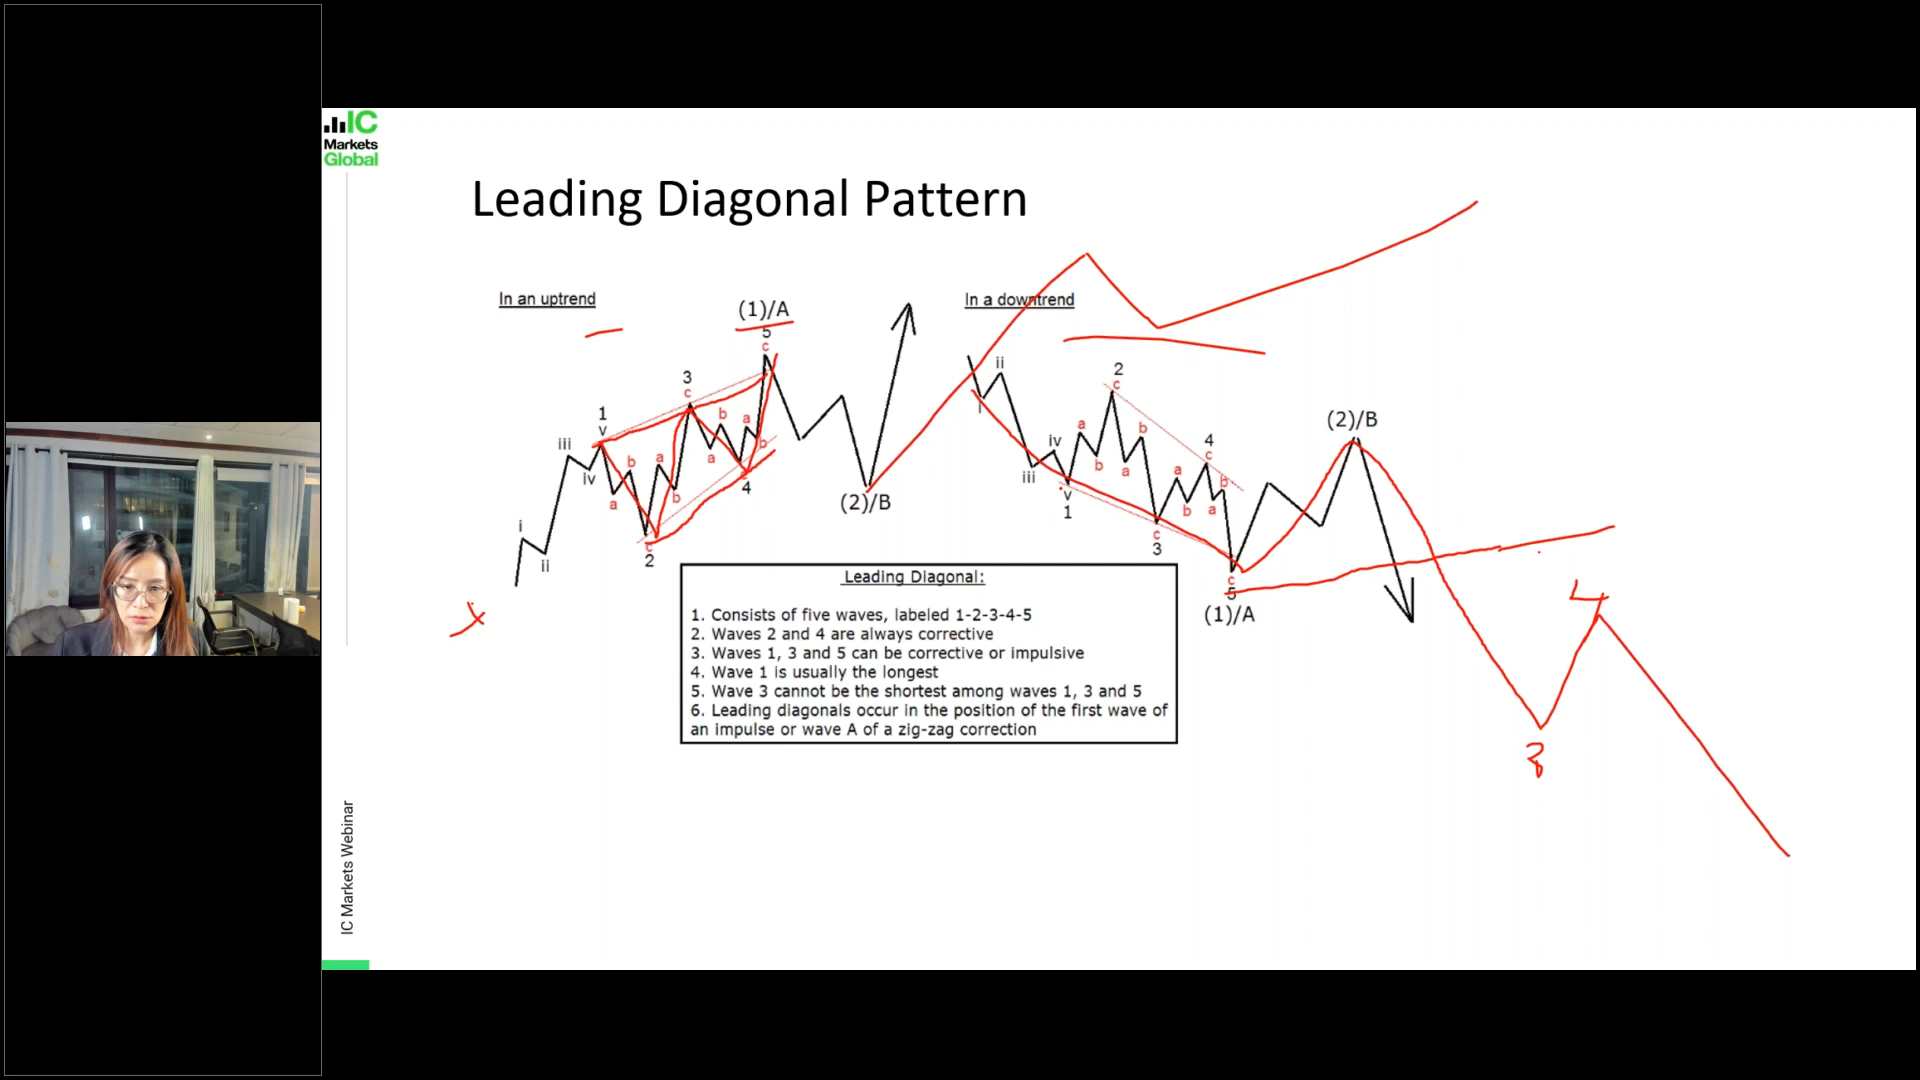 IC
Markets
Global
Leading Diagonal Pattern
In an uptrend
In a downtrend
(1)/A
5
c
3
c
1
v
iii
iv
i
ii
a
b
c
2
a
b
a
b
4
a
b
(2)/B
i
ii
iii
iv
v
1
a
b
2
c
a
b
c
3
a
b
4
c
a
b
c
5
(1)/A
(2)/B
x
3
4
Leading Diagonal:
1. Consists of five waves, labeled 1-2-3-4-5
2. Waves 2 and 4 are always corrective
3. Waves 1, 3 and 5 can be corrective or impulsive
4. Wave 1 is usually the longest
5. Wave 3 cannot be the shortest among waves 1, 3 and 5
6. Leading diagonals occur in the position of the first wave of
an impulse or wave A of a zig-zag correction
IC Markets Webinar